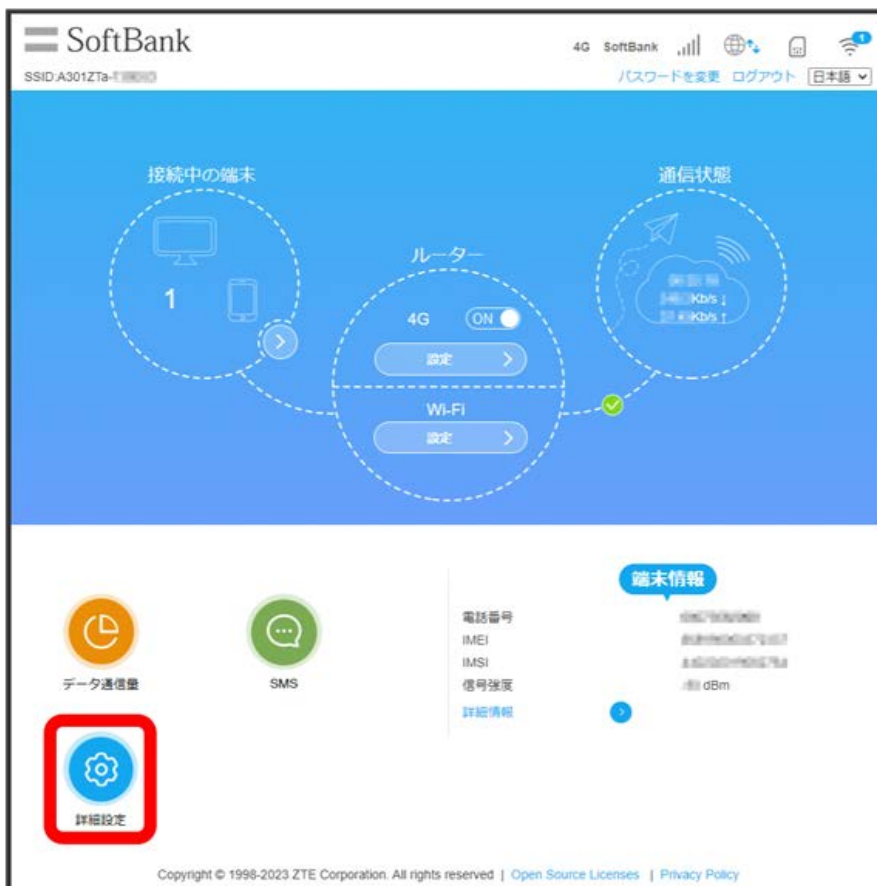 SoftBank
4G SoftBank
1
SSID:A301ZTa-
パスワードを変更 ログアウト 日本語
接続中の端末
通信状態
ルーター
1
4G ON
Kb/s ↓
Kb/s ↑
設定
Wi-Fi
設定
端末情報
電話番号
IMEI
IMSI
信号強度 dBm
詳細情報
データ通信量
SMS
詳細設定
Copyright © 1998-2023 ZTE Corporation. All rights reserved | Open Source Licenses | Privacy Policy